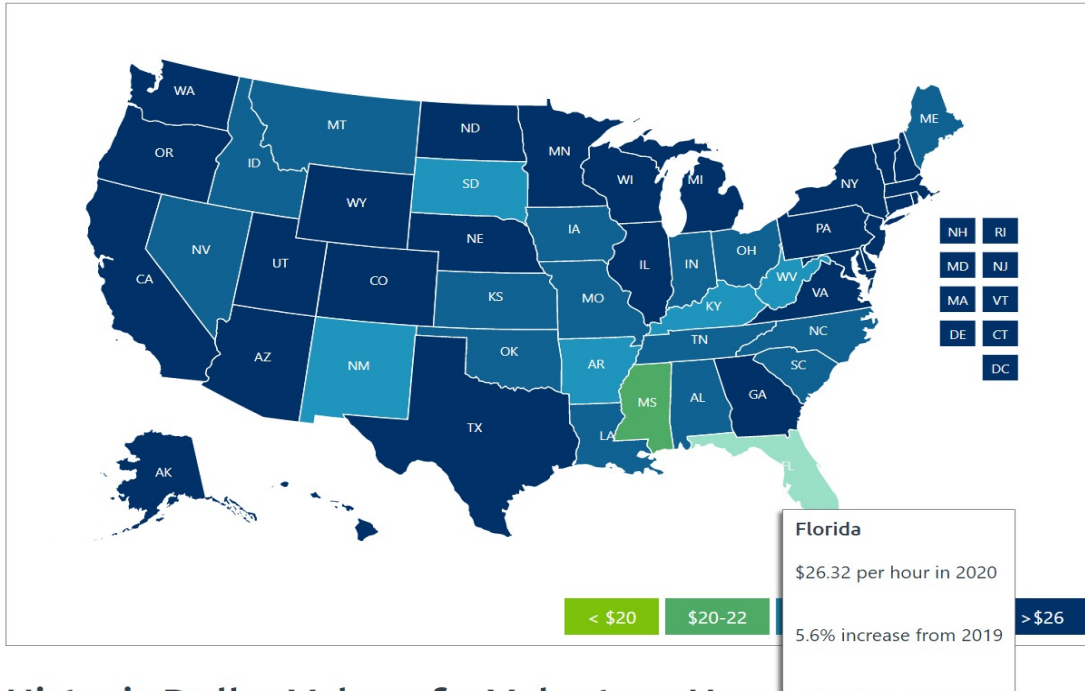 WA
MT
ND
MN
ME
OR
ID
SD
WI
MI
NY
WY
IA
PA
NV
NE
IL
IN
OH
NH RI
UT
CO
WV
MD NJ
CA
KS
MO
KY
VA
MA VT
NC
DE CT
TN
AZ
NM
OK
AR
SC
DC
MS
AL
GA
TX
LA
AK
FL
Florida
$26.32 per hour in 2020
5.6% increase from 2019
< $20
$20-22
> $26